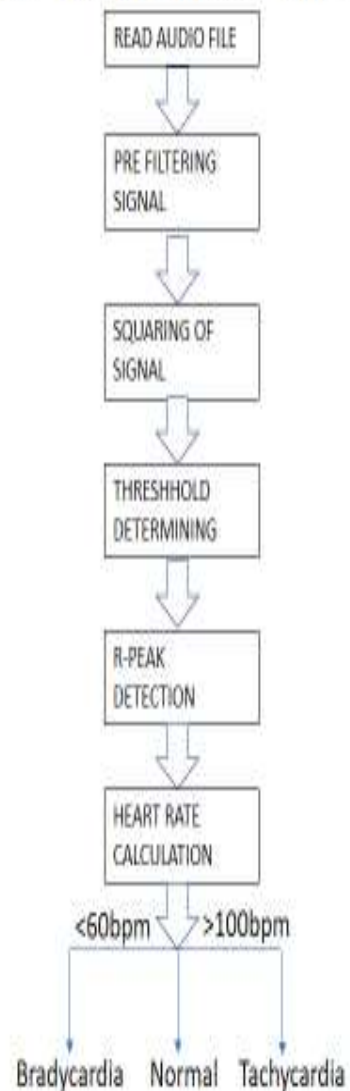 READ AUDIO FILE
PRE FILTERING
SIGNAL
SQUARING OF
SIGNAL
THRESHHOLD
DETERMINING
R-PEAK
DETECTION
HEART RATE
CALCULATION
<60bpm >100bpm
Bradycardia Normal Tachycardia